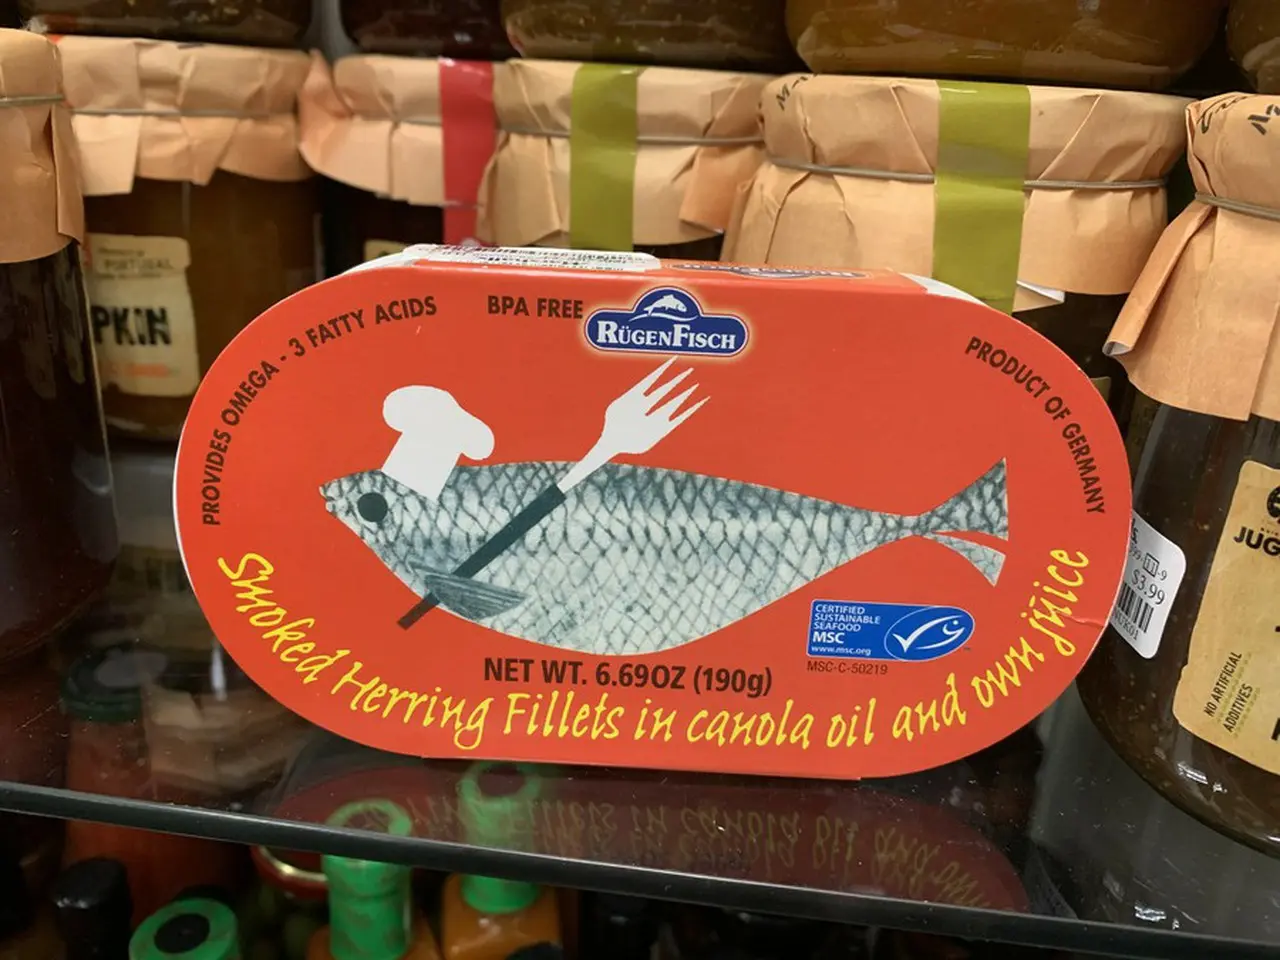 PROVIDES OMEGA - 3 FATTY ACIDS
BPA FREE
RÜGENFISCH
PRODUCT OF GERMANY
CERTIFIED
SUSTAINABLE
SEAFOOD
MSC
www.msc.org
MSC-C-50219
NET WT. 6.69OZ (190g)
Smoked Herring Fillets in canola oil and own juice
RÜGENFISCH
PORTUGAL
PKIN
$3.99
JUG
NO ARTIFICIAL
ADDITIVES